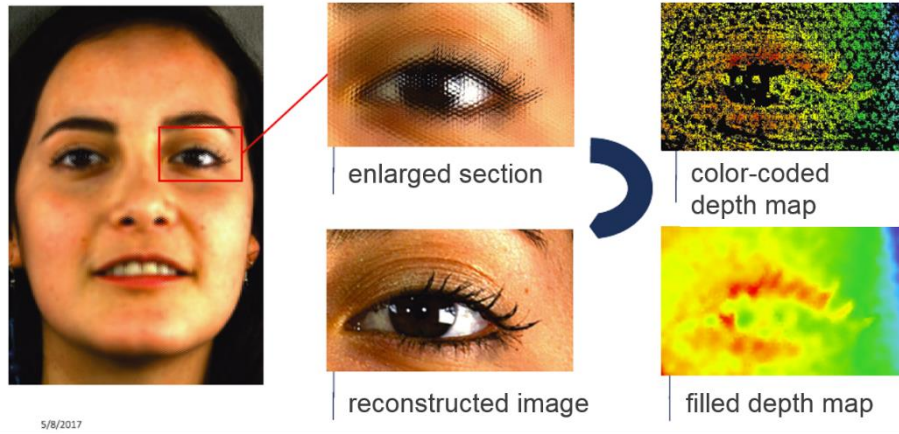 enlarged section
color-coded
depth map
reconstructed image
filled depth map
5/8/2017